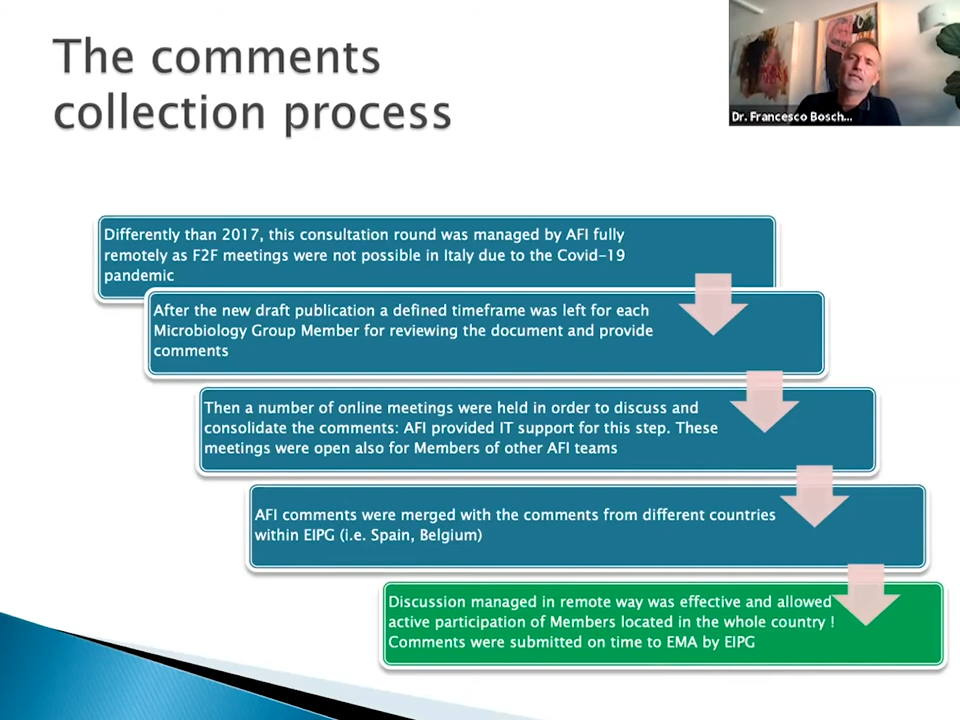 The comments
collection process
Dr. Francesco Bosch...
Differently than 2017, this consultation round was managed by AFI fully
remotely as F2F meetings were not possible in Italy due to the Covid-19
pandemic
After the new draft publication a defined timeframe was left for each
Microbiology Group Member for reviewing the document and provide
comments
Then a number of online meetings were held in order to discuss and
consolidate the comments: AFI provided IT support for this step. These
meetings were open also for Members of other AFI teams
AFI comments were merged with the comments from different countries
within EIPG (i.e. Spain, Belgium)
Discussion managed in remote way was effective and allowed
active participation of Members located in the whole country !
Comments were submitted on time to EMA by EIPG